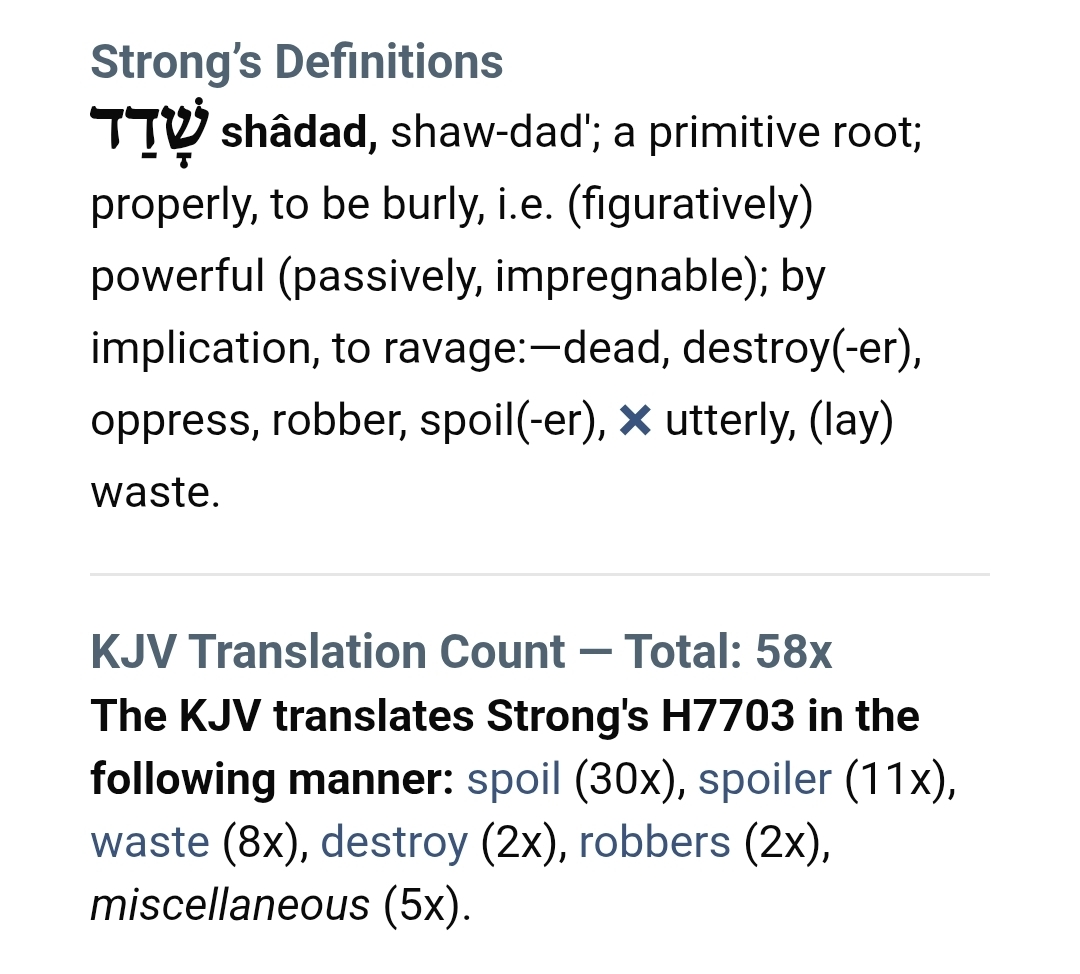 Strong’s Definitions
שָׁדַד shâdad, shaw-dad'; a primitive root;
properly, to be burly, i.e. (figuratively)
powerful (passively, impregnable); by
implication, to ravage:—dead, destroy(-er),
oppress, robber, spoil(-er), × utterly, (lay)
waste.
KJV Translation Count — Total: 58x
The KJV translates Strong's H7703 in the
following manner: spoil (30x), spoiler (11x),
waste (8x), destroy (2x), robbers (2x),
miscellaneous (5x).